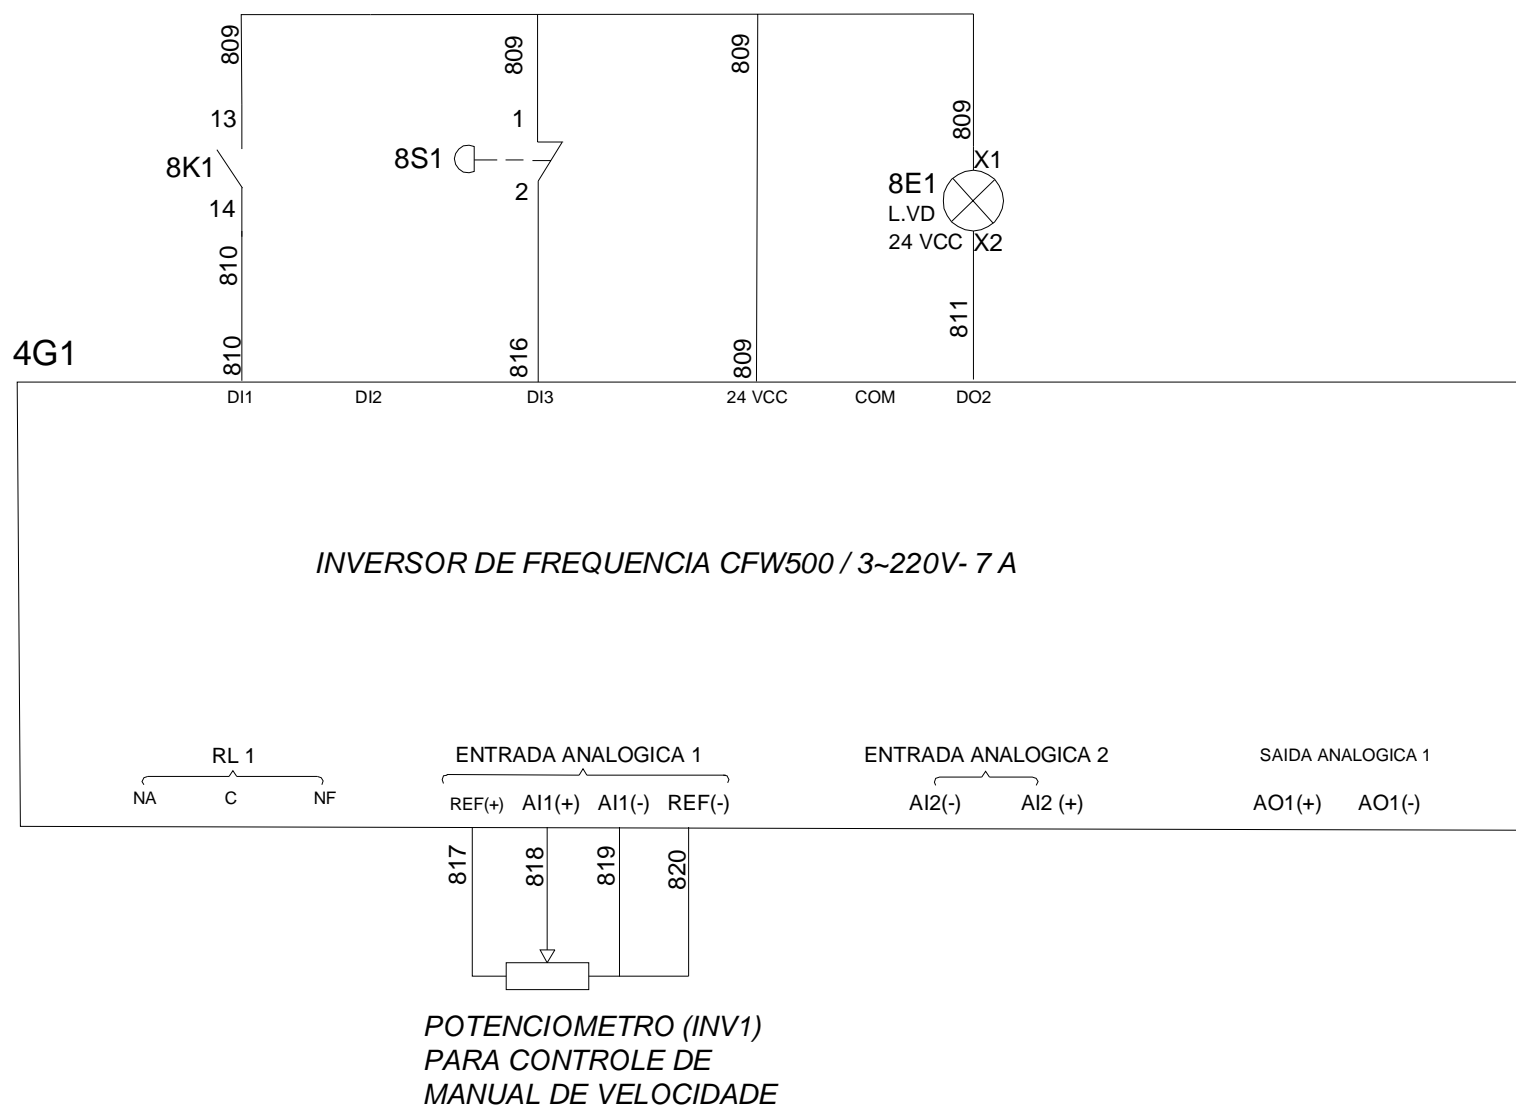 809
809
809
809
13
1
8K1
8S1
X1
8E1
14
2
L.VD
24 VCC
X2
810
811
4G1
810
816
809
DI1
DI2
DI3
24 VCC
COM
DO2
INVERSOR DE FREQUENCIA CFW500 / 3~220V- 7 A
RL 1
ENTRADA ANALOGICA 1
ENTRADA ANALOGICA 2
SAIDA ANALOGICA 1
NA
C
NF
REF(+)
AI1(+)
AI1(-)
REF(-)
AI2(-)
AI2 (+)
AO1(+)
AO1(-)
817
818
819
820
POTENCIOMETRO (INV1)
PARA CONTROLE DE
MANUAL DE VELOCIDADE